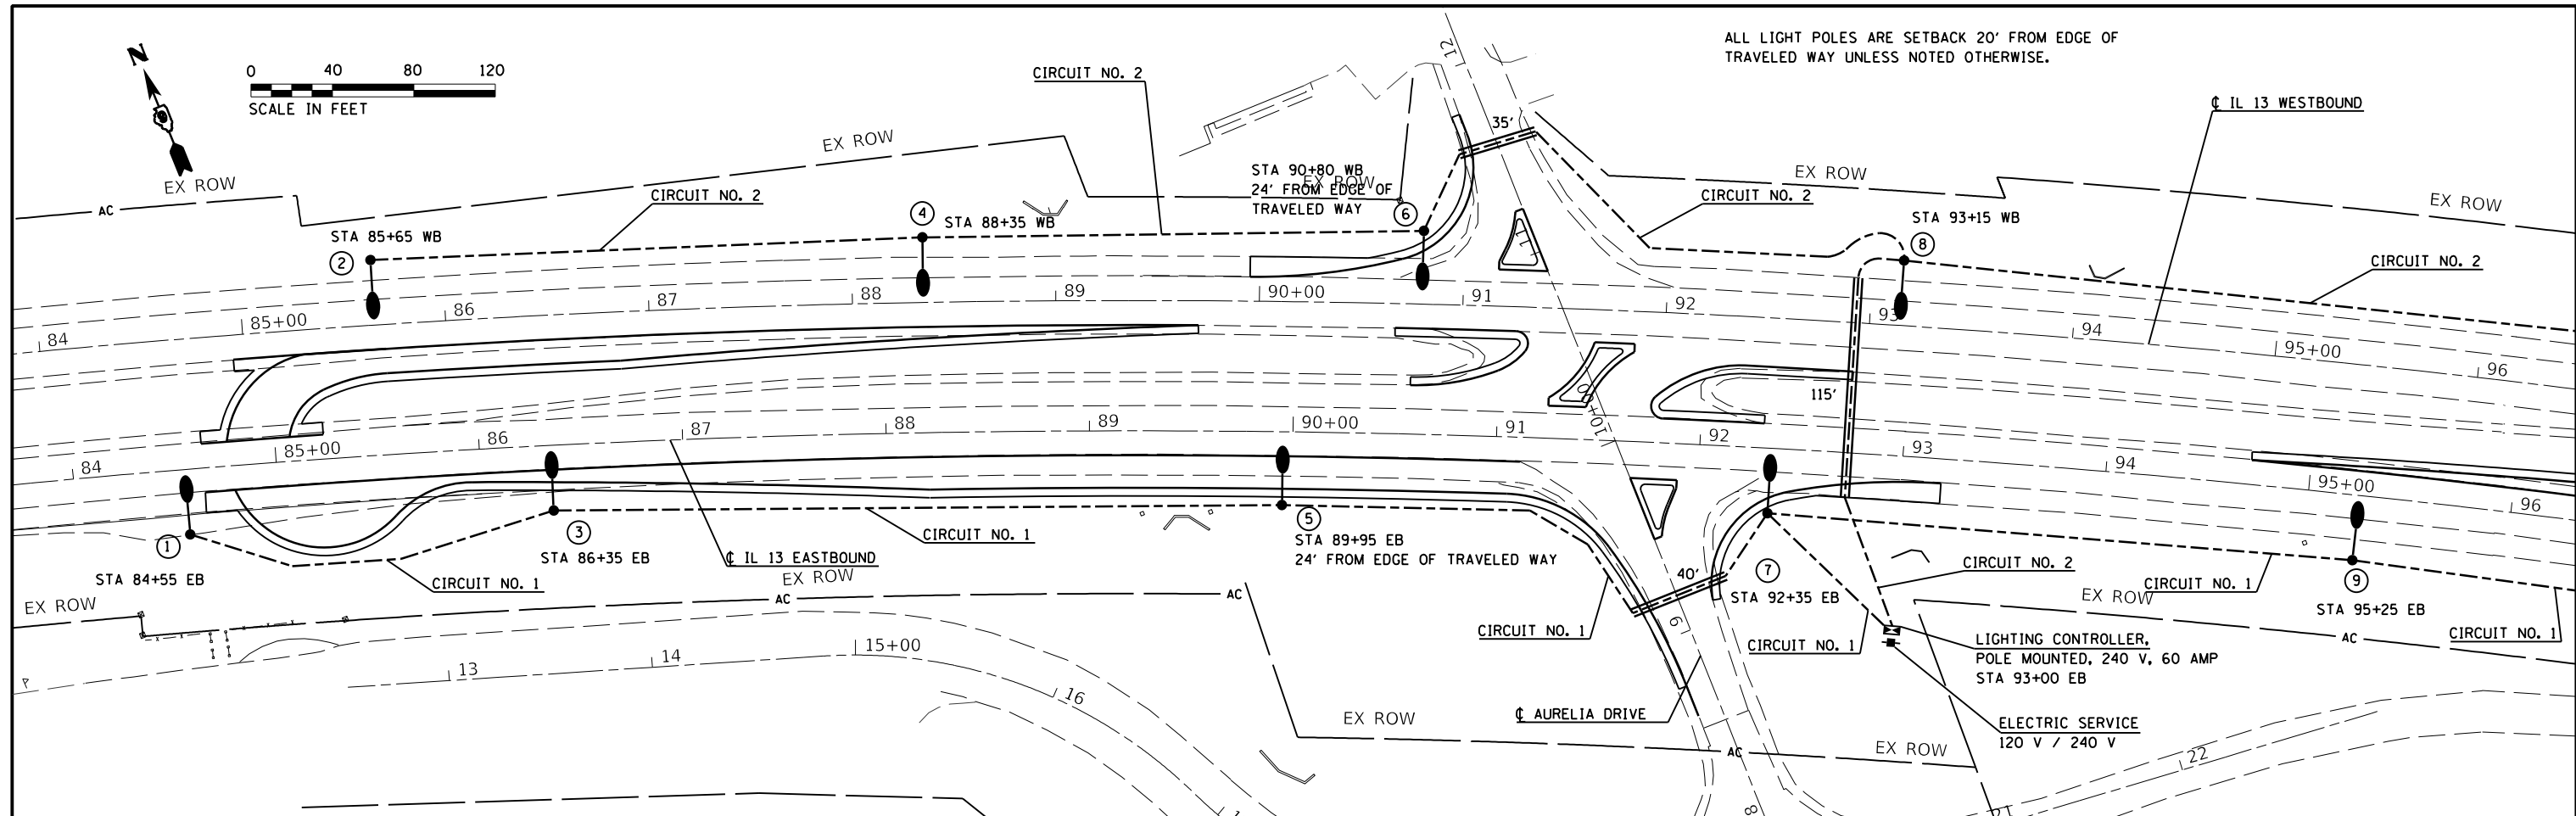 N
0 40 80 120
SCALE IN FEET
ALL LIGHT POLES ARE SETBACK 20' FROM EDGE OF
TRAVELED WAY UNLESS NOTED OTHERWISE.
CIRCUIT NO. 2
12
℄ IL 13 WESTBOUND
35'
EX ROW
EX ROW
AC
CIRCUIT NO. 2
STA 90+80 WB
24' FROM EDGE OF
TRAVELED WAY
EX ROW
EX ROW
CIRCUIT NO. 2
EX ROW
STA 85+65 WB
2
4
STA 88+35 WB
6
11
STA 93+15 WB
8
CIRCUIT NO. 2
84
85+00
86
87
88
89
90+00
91
92
93
94
95+00
96
115'
10+00
84
85+00
86
87
88
89
90+00
91
92
93
94
95+00
96
1
STA 84+55 EB
3
STA 86+35 EB
CIRCUIT NO. 1
℄ IL 13 EASTBOUND
CIRCUIT NO. 1
5
STA 89+95 EB
24' FROM EDGE OF TRAVELED WAY
40'
7
STA 92+35 EB
CIRCUIT NO. 2
CIRCUIT NO. 1
9
STA 95+25 EB
EX ROW
EX ROW
AC
AC
EX ROW
AC
CIRCUIT NO. 1
CIRCUIT NO. 1
9
CIRCUIT NO. 1
LIGHTING CONTROLLER,
POLE MOUNTED, 240 V, 60 AMP
STA 93+00 EB
P
13
14
15+00
16
EX ROW
℄ AURELIA DRIVE
AC
EX ROW
ELECTRIC SERVICE
120 V / 240 V
22
8
21